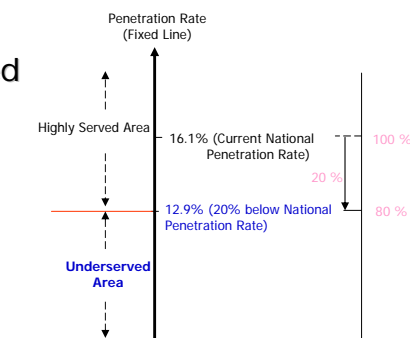 Penetration Rate
(Fixed Line)
d
Highly Served Area
16.1% (Current National
Penetration Rate)
100 %
20 %
12.9% (20% below National
Penetration Rate)
80 %
Underserved
Area